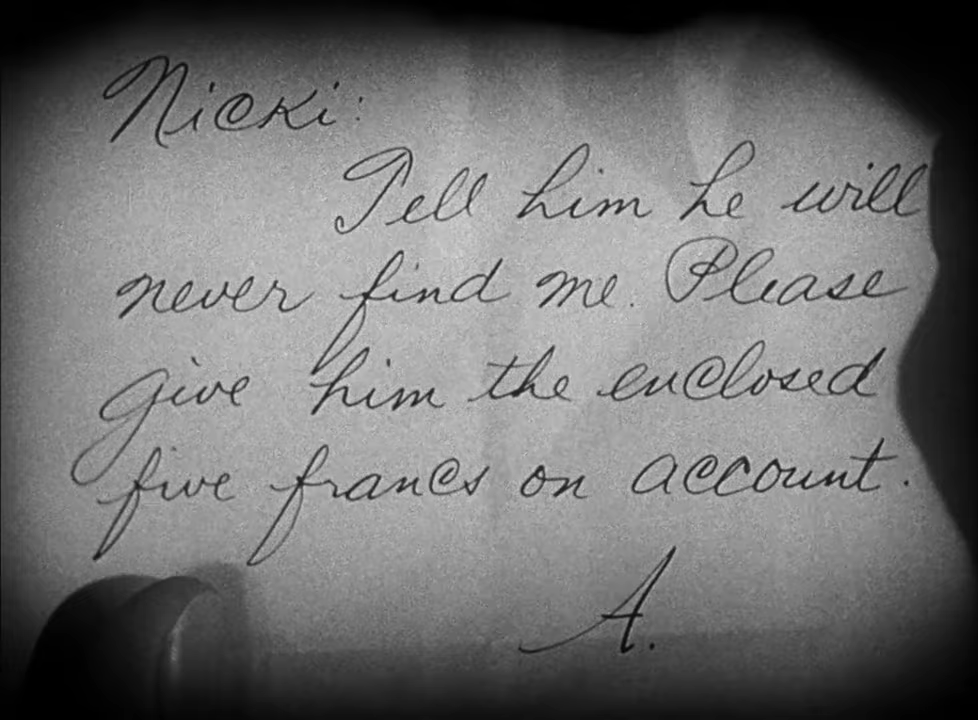 Nicki:
Tell him he will
never find me. Please
give him the enclosed
five francs on account.
A.